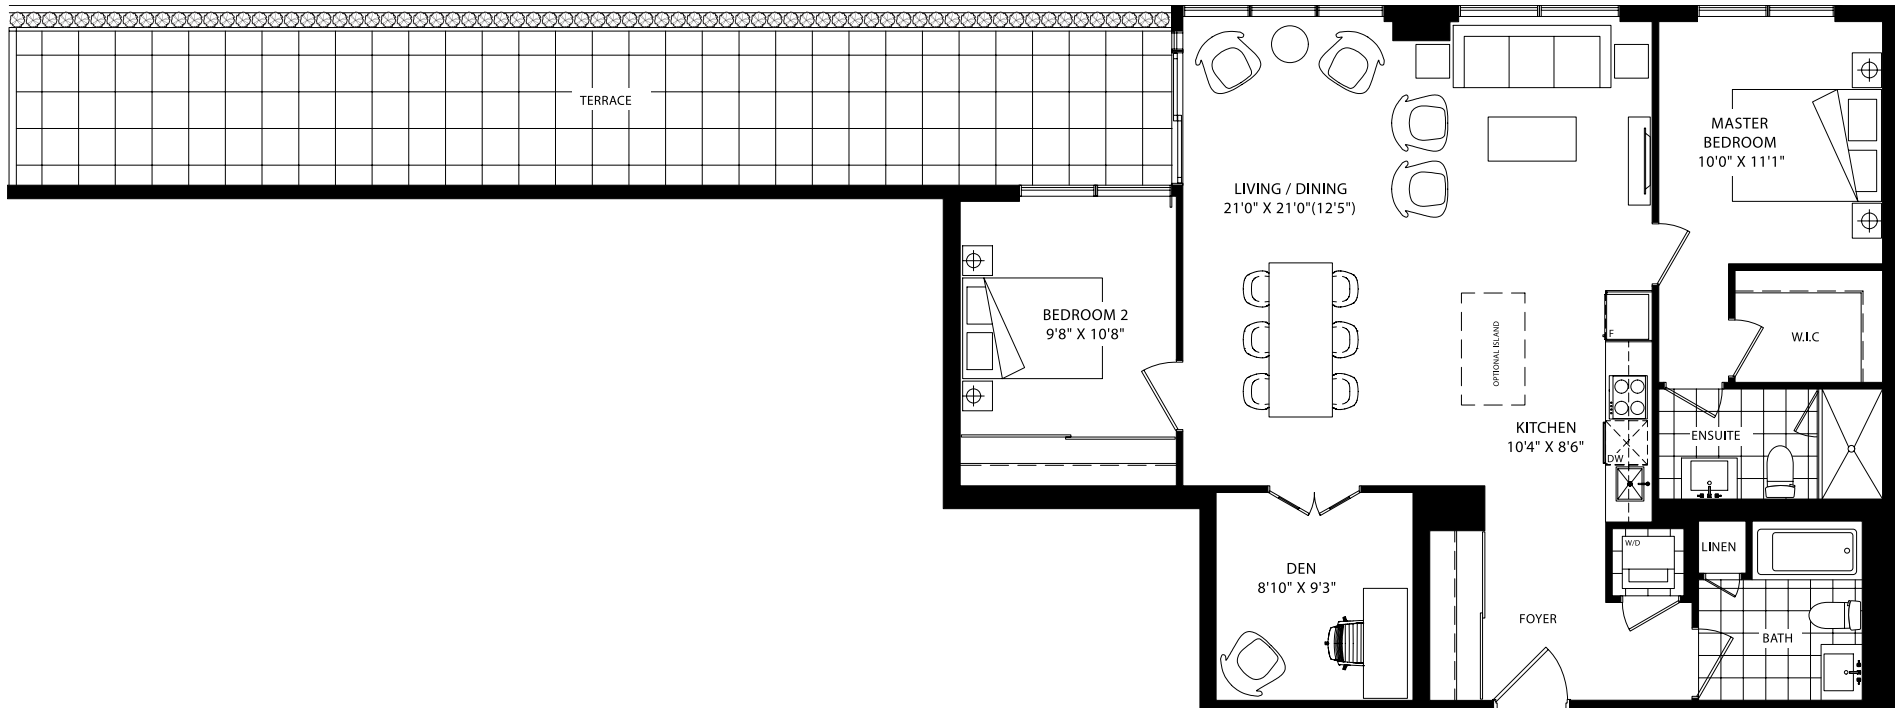 TERRACE
MASTER
BEDROOM
10'0" X 11'1"
LIVING / DINING
21'0" X 21'0"(12'5")
BEDROOM 2
9'8" X 10'8"
OPTIONAL ISLAND
F
W.I.C
KITCHEN
10'4" X 8'6"
DW
ENSUITE
W/D
LINEN
DEN
8'10" X 9'3"
FOYER
BATH